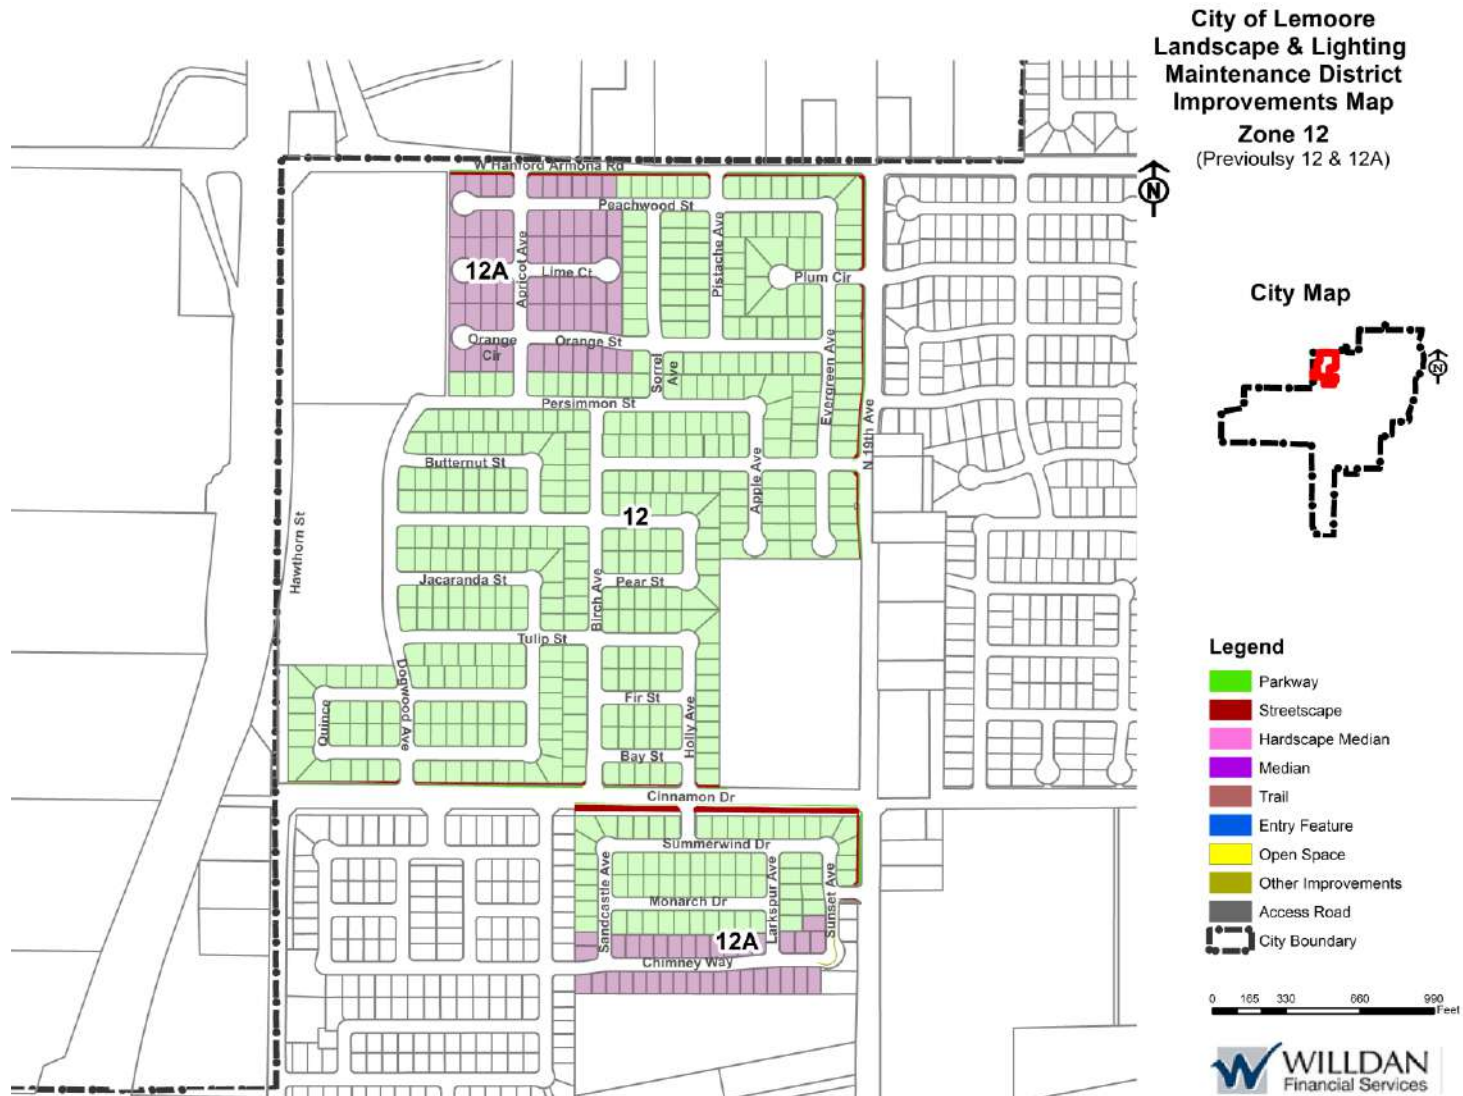 City of Lemoore
Landscape & Lighting
Maintenance District
Improvements Map
Zone 12
(Previoulsy 12 & 12A)
N
W Hanford Armona Rd
Peachwood St
Apricot Ave
Pistache Ave
12A
Lime Ct
Plum Cir
Orange
Cir
Orange St
Sorrel
Ave
Evergreen Ave
Persimmon St
N 19th Ave
Butternut St
Apple Ave
12
Hawthorn St
Jacaranda St
Birch Ave
Pear St
Tulip St
Dogwood Ave
Quince
Fir St
Holly Ave
Bay St
Cinnamon Dr
Summerwind Dr
Sandcastle Ave
Monarch Dr
Larkspur Ave
Sunset Ave
12A
Chimney Way
City Map
N
Legend
Parkway
Streetscape
Hardscape Median
Median
Trail
Entry Feature
Open Space
Other Improvements
Access Road
City Boundary
0 165 330 660 990
Feet
WILLDAN
Financial Services